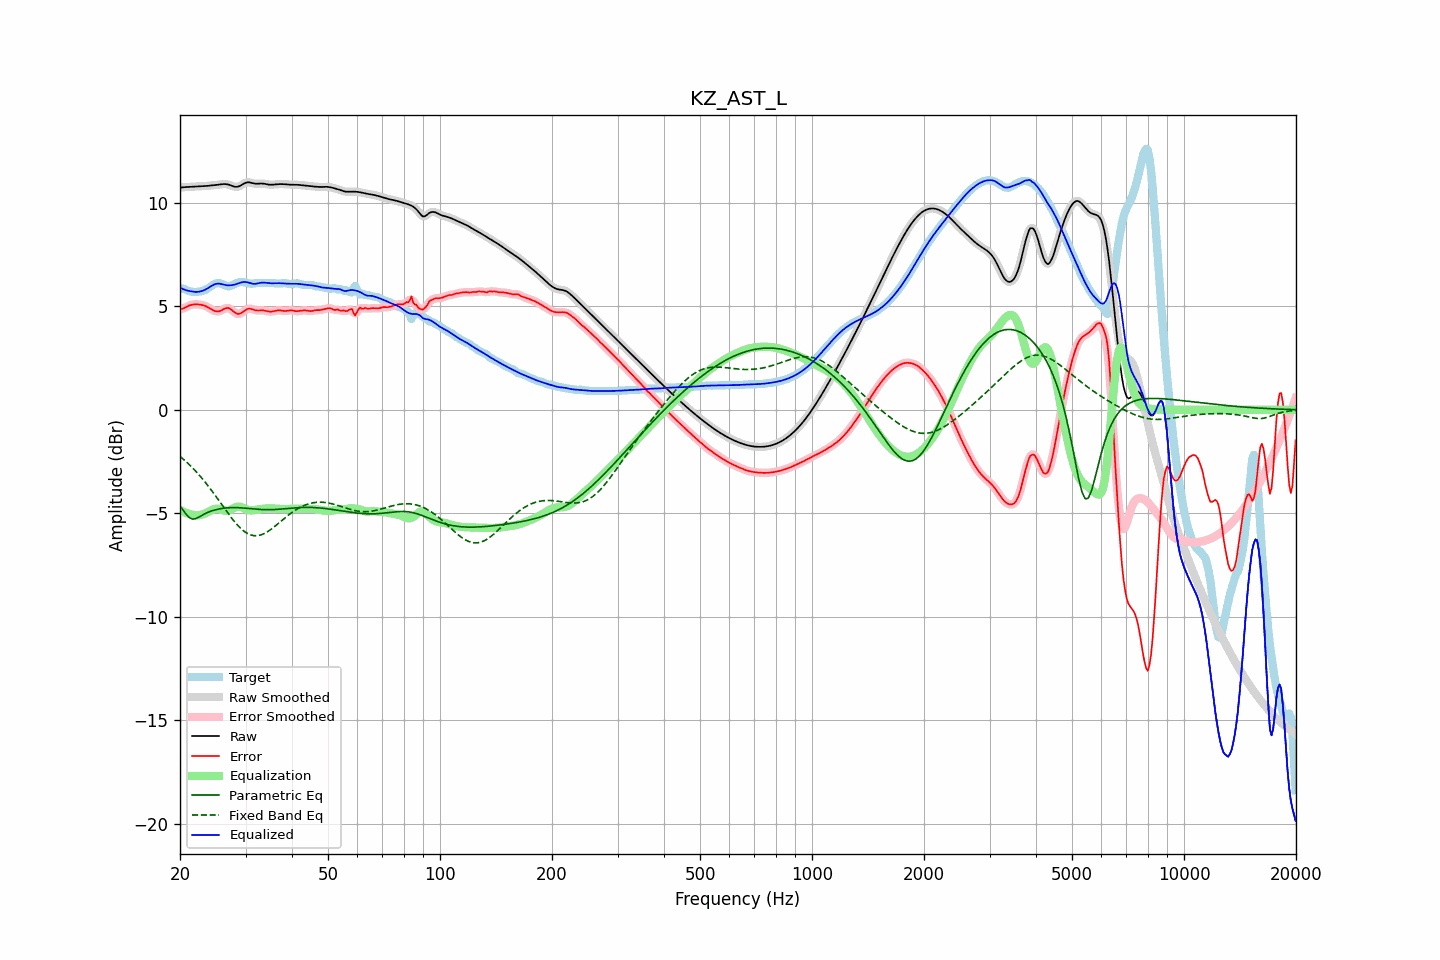 KZ_AST_L
Amplitude (dBr)
10
5
0
−5
−10
−15
−20
Target
Raw Smoothed
Error Smoothed
Raw
Error
Equalization
Parametric Eq
Fixed Band Eq
Equalized
20 50 100 200 500 1000 2000 5000 10000 20000
Frequency (Hz)